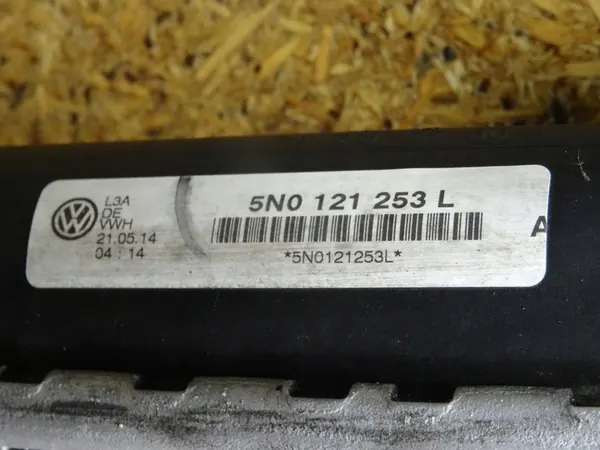 L3A
DE
VWH
21.05.14
04 : 14
5N0 121 253 L
*5N0121253L*
A